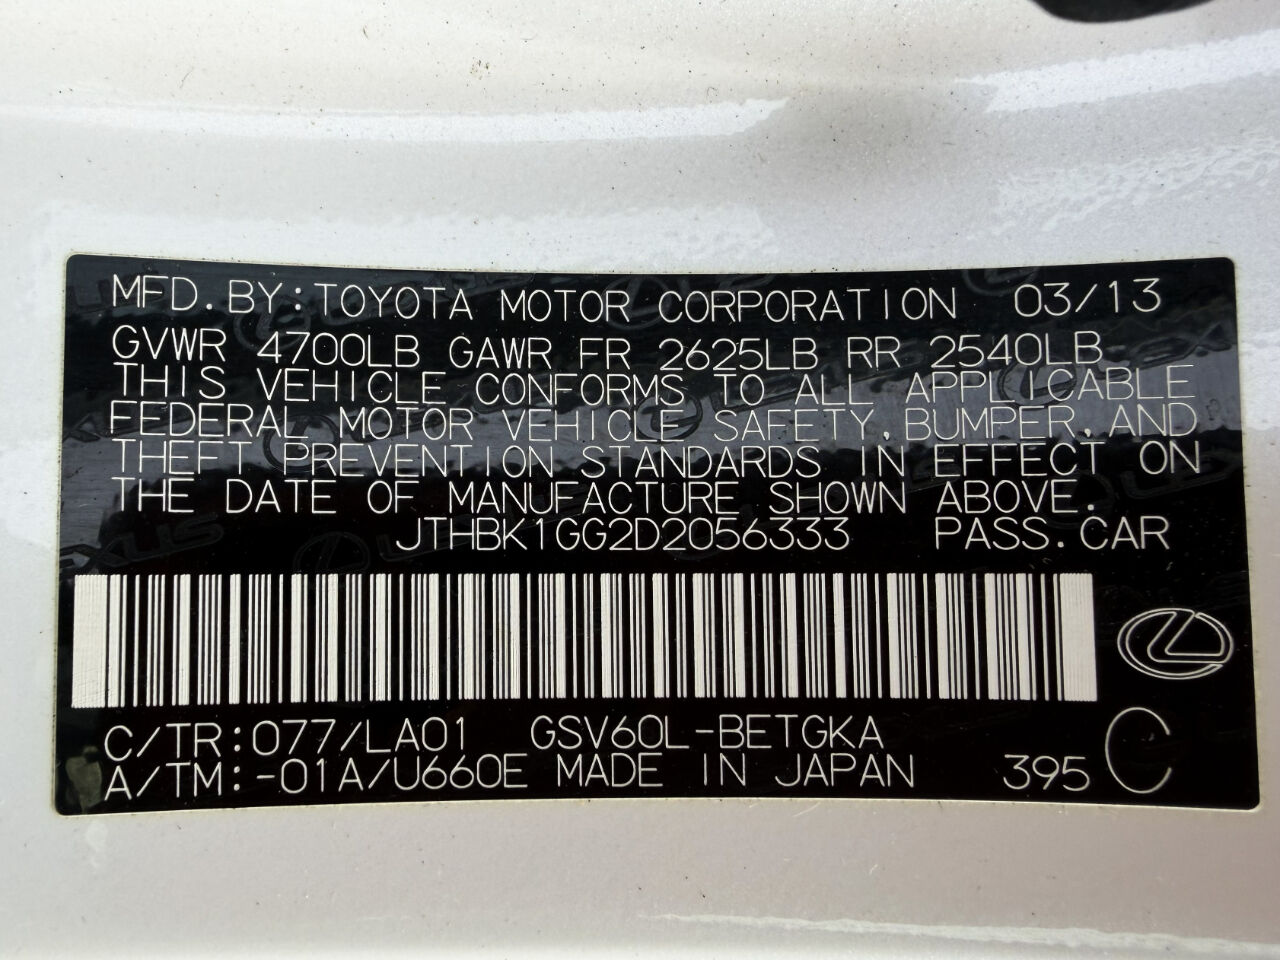 MFD. BY: TOYOTA MOTOR CORPORATION 03/13
GVWR 4700LB GAWR FR 2625LB RR 2540LB
THIS VEHICLE CONFORMS TO ALL APPLICABLE
FEDERAL MOTOR VEHICLE SAFETY, BUMPER, AND
THEFT PREVENTION STANDARDS IN EFFECT ON
THE DATE OF MANUFACTURE SHOWN ABOVE.
JTHBK1GG2D2056333 PASS. CAR
C/TR: 077/LA01 GSV60L-BETGKA
A/TM: -01A/U660E MADE IN JAPAN 395 C